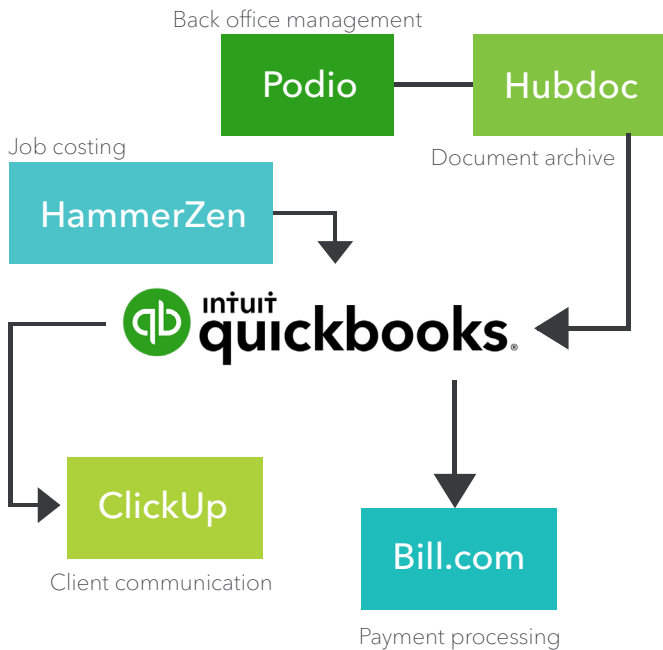 Back office management
Podio
Hubdoc
Job costing
Document archive
HammerZen
intuit
quickbooks.®
ClickUp
Client communication
Bill.com
Payment processing